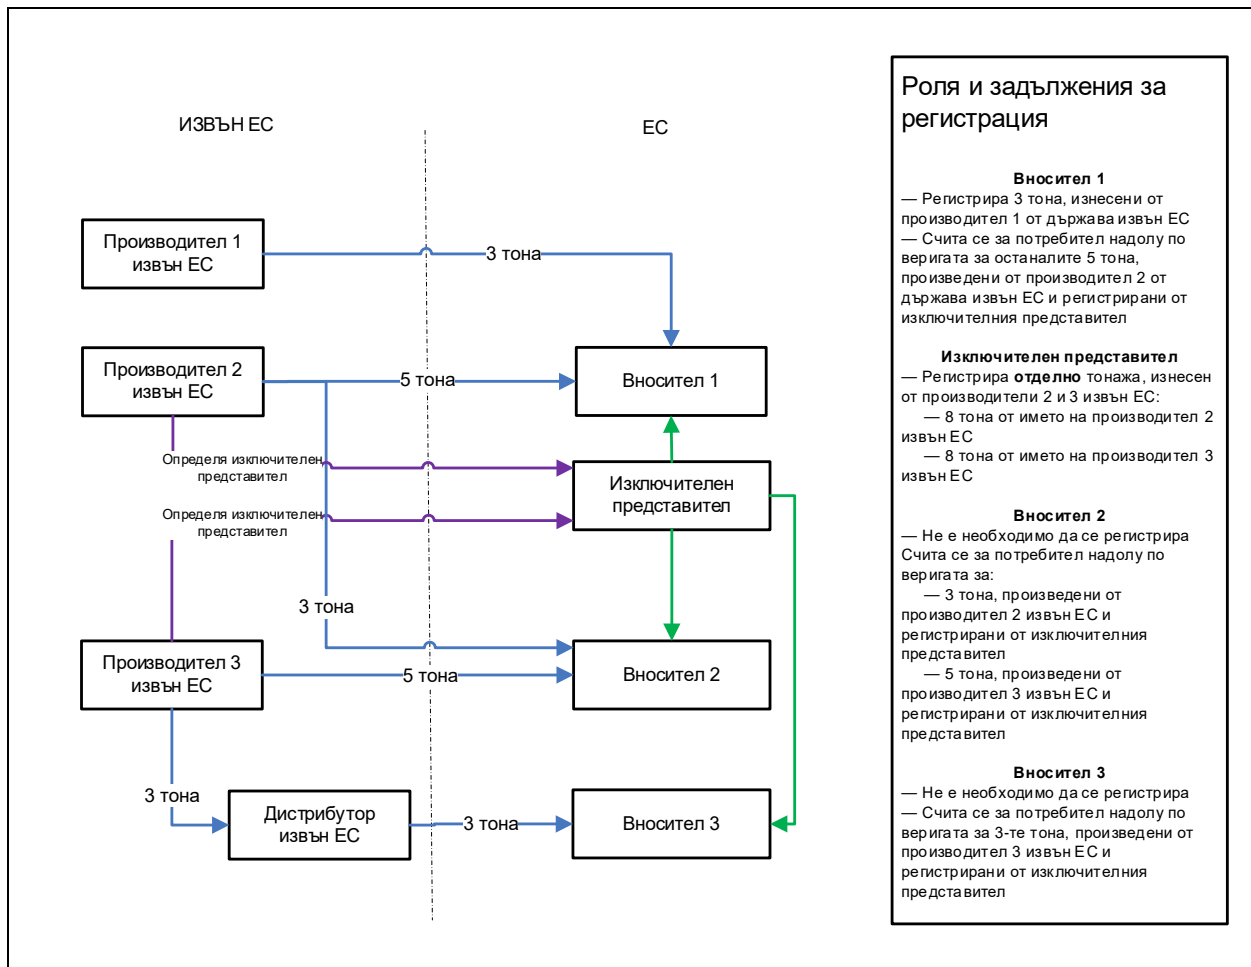 ИЗВЪН ЕС
ЕС
Производител 1
извън ЕС
3 тона
Производител 2
извън ЕС
5 тона
Вносител 1
Определя изключителен
представител
Изключителен
представител
Определя изключителен
представител
3 тона
Производител 3
извън ЕС
5 тона
Вносител 2
3 тона
Дистрибутор
извън ЕС
3 тона
Вносител 3
Роля и задължения за
регистрация
Вносител 1
— Регистрира 3 тона, изнесени от
производител 1 от държава извън ЕС
— Счита се за потребител надолу по
веригата за останалите 5 тона,
произведени от производител 2 от
държава извън ЕС и регистрирани от
изключителния представител
Изключителен представител
— Регистрира отделно тонажа, изнесен
от производители 2 и 3 извън ЕС:
— 8 тона от името на производител 2
извън ЕС
— 8 тона от името на производител 3
извън ЕС
Вносител 2
— Не е необходимо да се регистрира
Счита се за потребител надолу по
веригата за:
— 3 тона, произведени от
производител 2 извън ЕС и
регистрирани от изключителния
представител
— 5 тона, произведени от
производител 3 извън ЕС и
регистрирани от изключителния
представител
Вносител 3
— Не е необходимо да се регистрира
— Счита се за потребител надолу по
веригата за 3-те тона, произведени от
производител 3 извън ЕС и
регистрирани от изключителния
представител